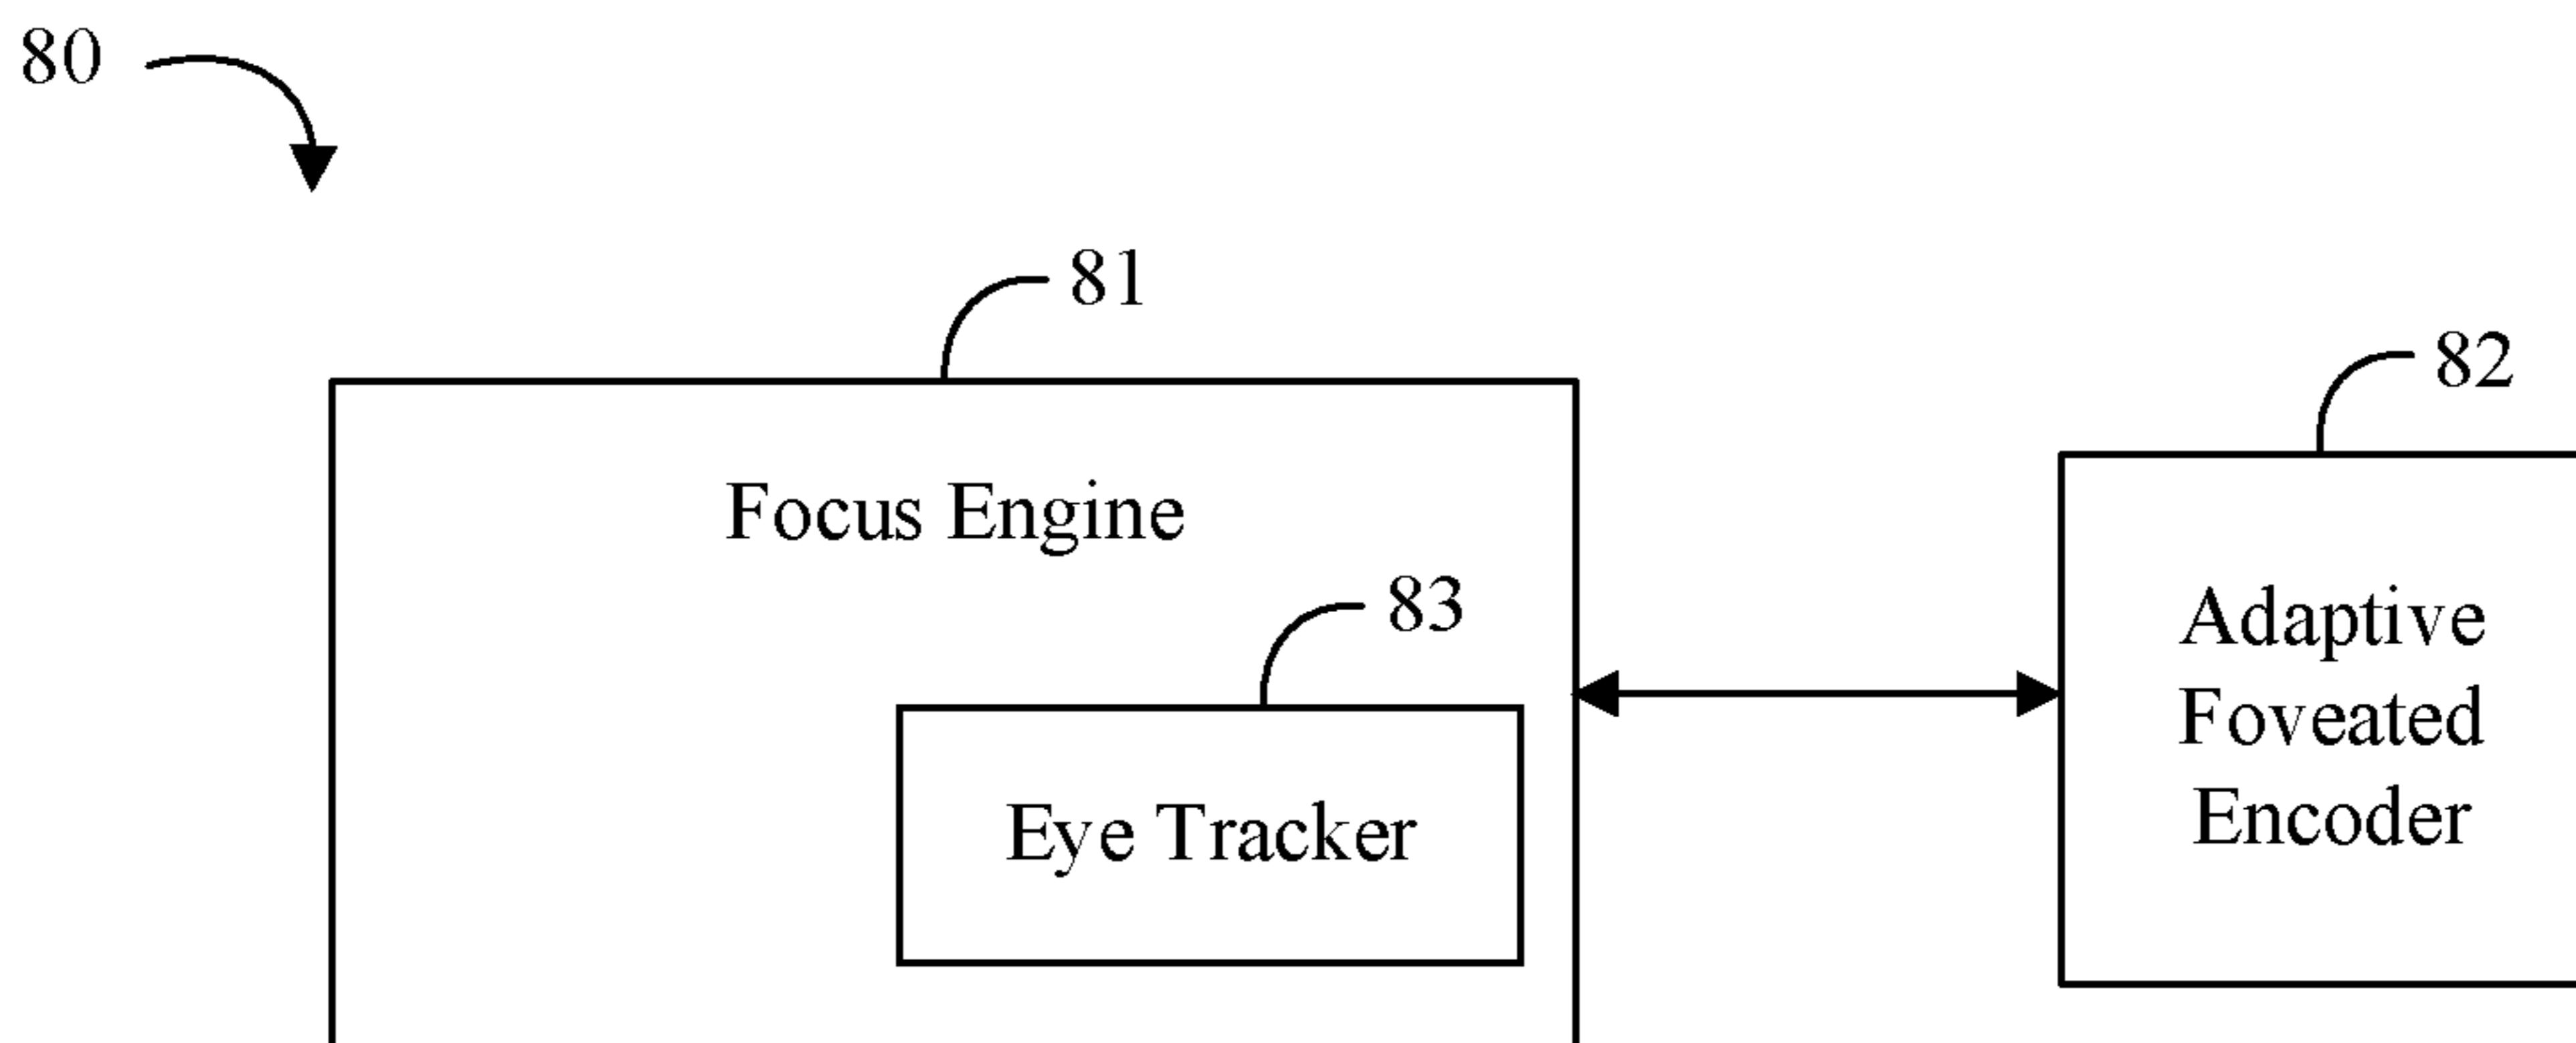 80
81
82
Focus Engine
83
Adaptive
Foveated
Encoder
Eye Tracker